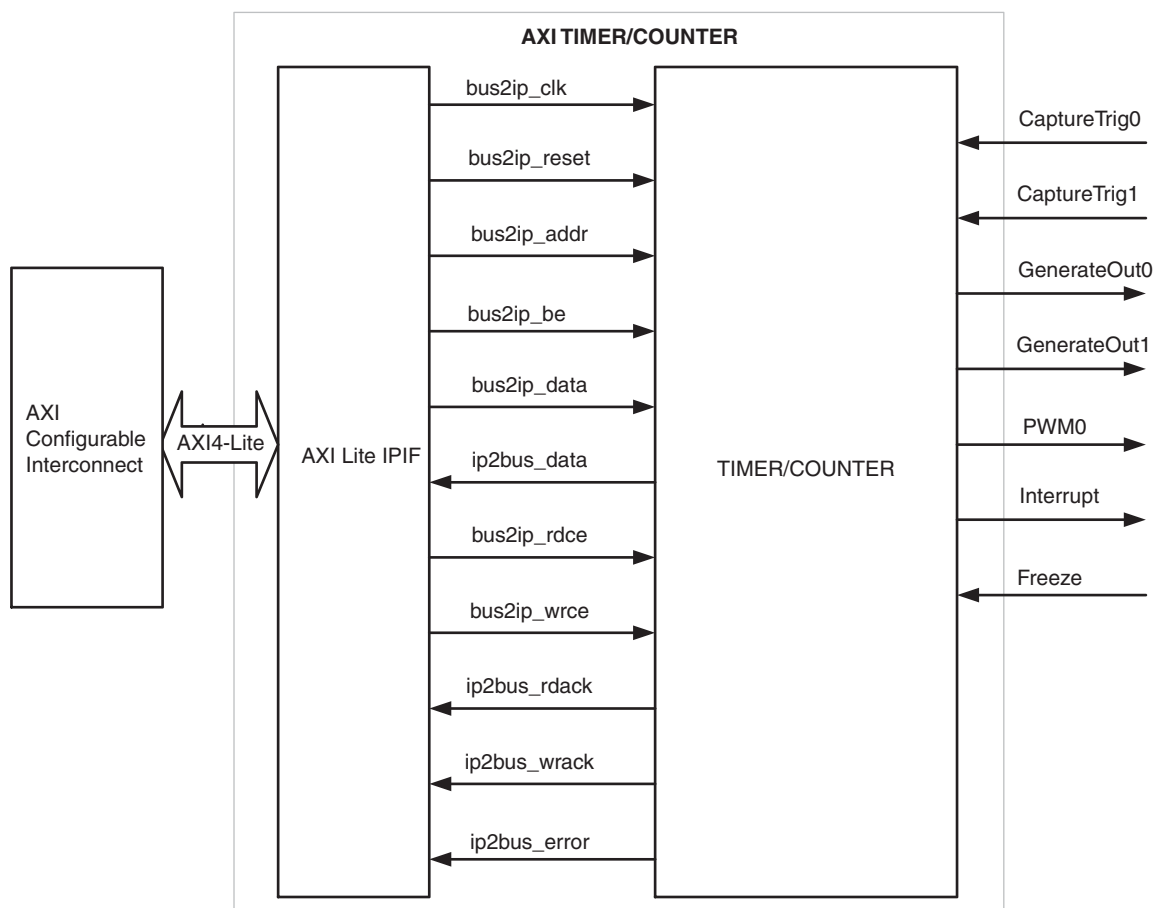 AXI TIMER/COUNTER
bus2ip_clk
bus2ip_reset
bus2ip_addr
bus2ip_be
bus2ip_data
ip2bus_data
bus2ip_rdce
bus2ip_wrce
ip2bus_rdack
ip2bus_wrack
ip2bus_error
AXI
Configurable
Interconnect
AXI4-Lite
AXI Lite IPIF
TIMER/COUNTER
CaptureTrig0
CaptureTrig1
GenerateOut0
GenerateOut1
PWM0
Interrupt
Freeze